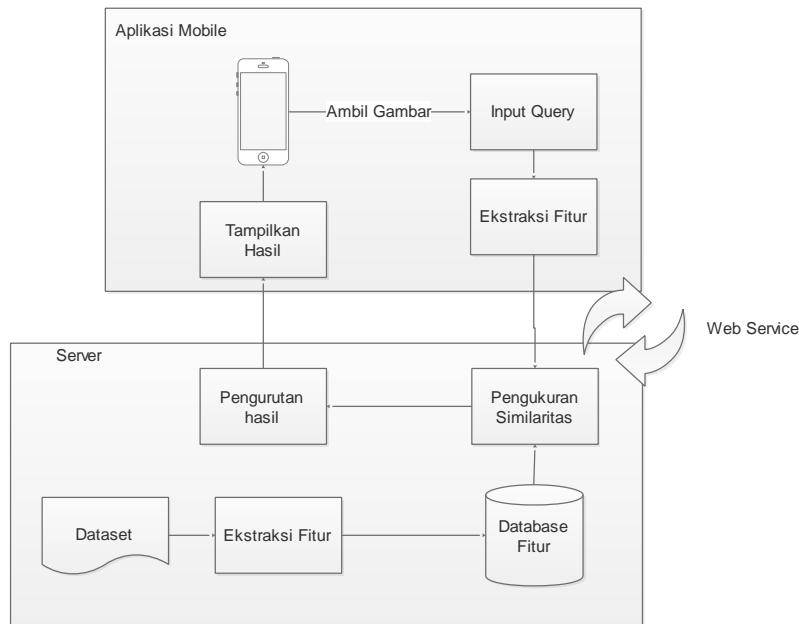 Aplikasi Mobile
Ambil Gambar
Input Query
Ekstraksi Fitur
Tampilkan
Hasil
Web Service
Server
Pengurutan
hasil
Pengukuran
Similaritas
Dataset
Ekstraksi Fitur
Database
Fitur